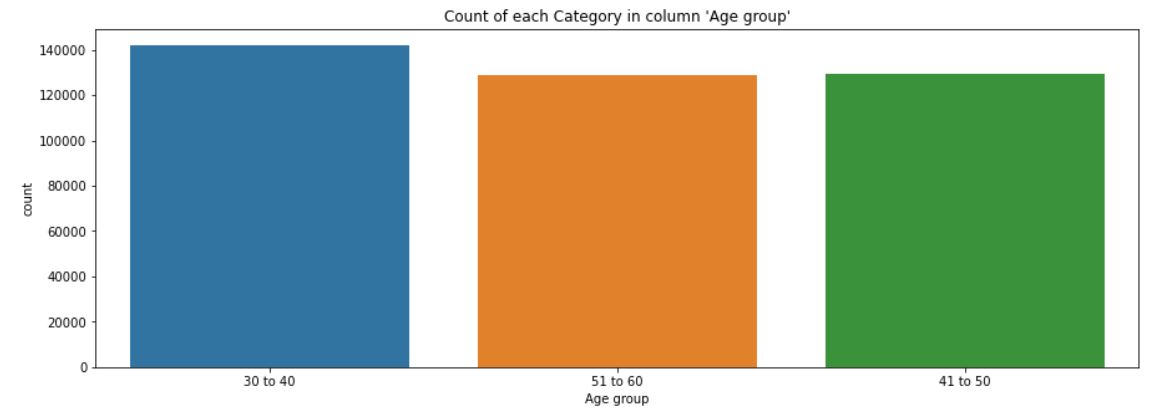 Count of each Category in column 'Age group'
140000
120000
100000
80000
60000
40000
20000
0
count
30 to 40
51 to 60
41 to 50
Age group